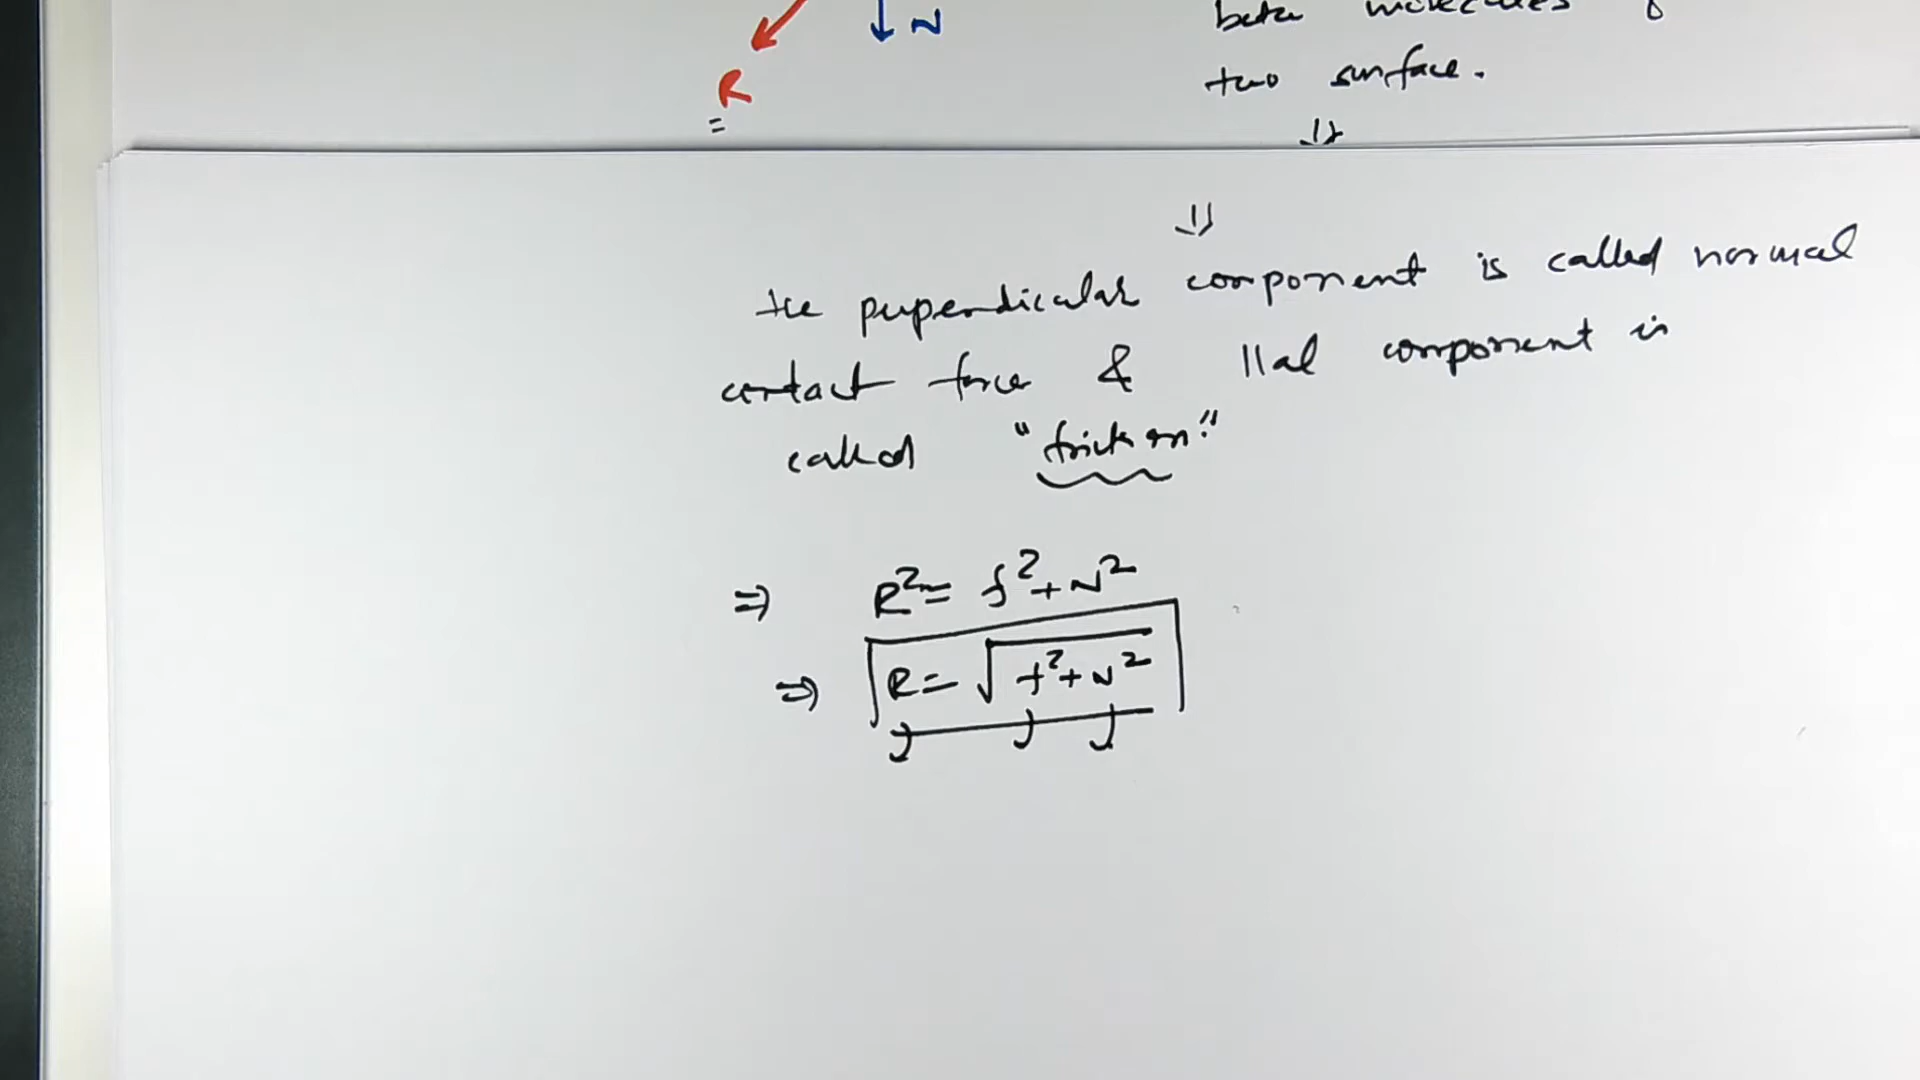 N
R
=
molecules
two surface.
⇓
⇓
the perpendicular component is called normal
contact force & ||al component is
called "friction."
⇒ R²= f²+N²
⇒ R= √f²+N²